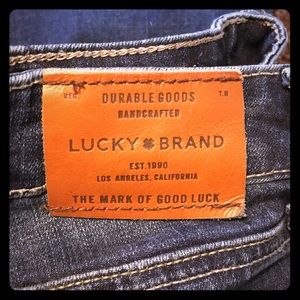 REG. DURABLE GOODS T.M
HANDCRAFTED
LUCKY BRAND
EST. 1990
LOS ANGELES, CALIFORNIA
THE MARK OF GOOD LUCK